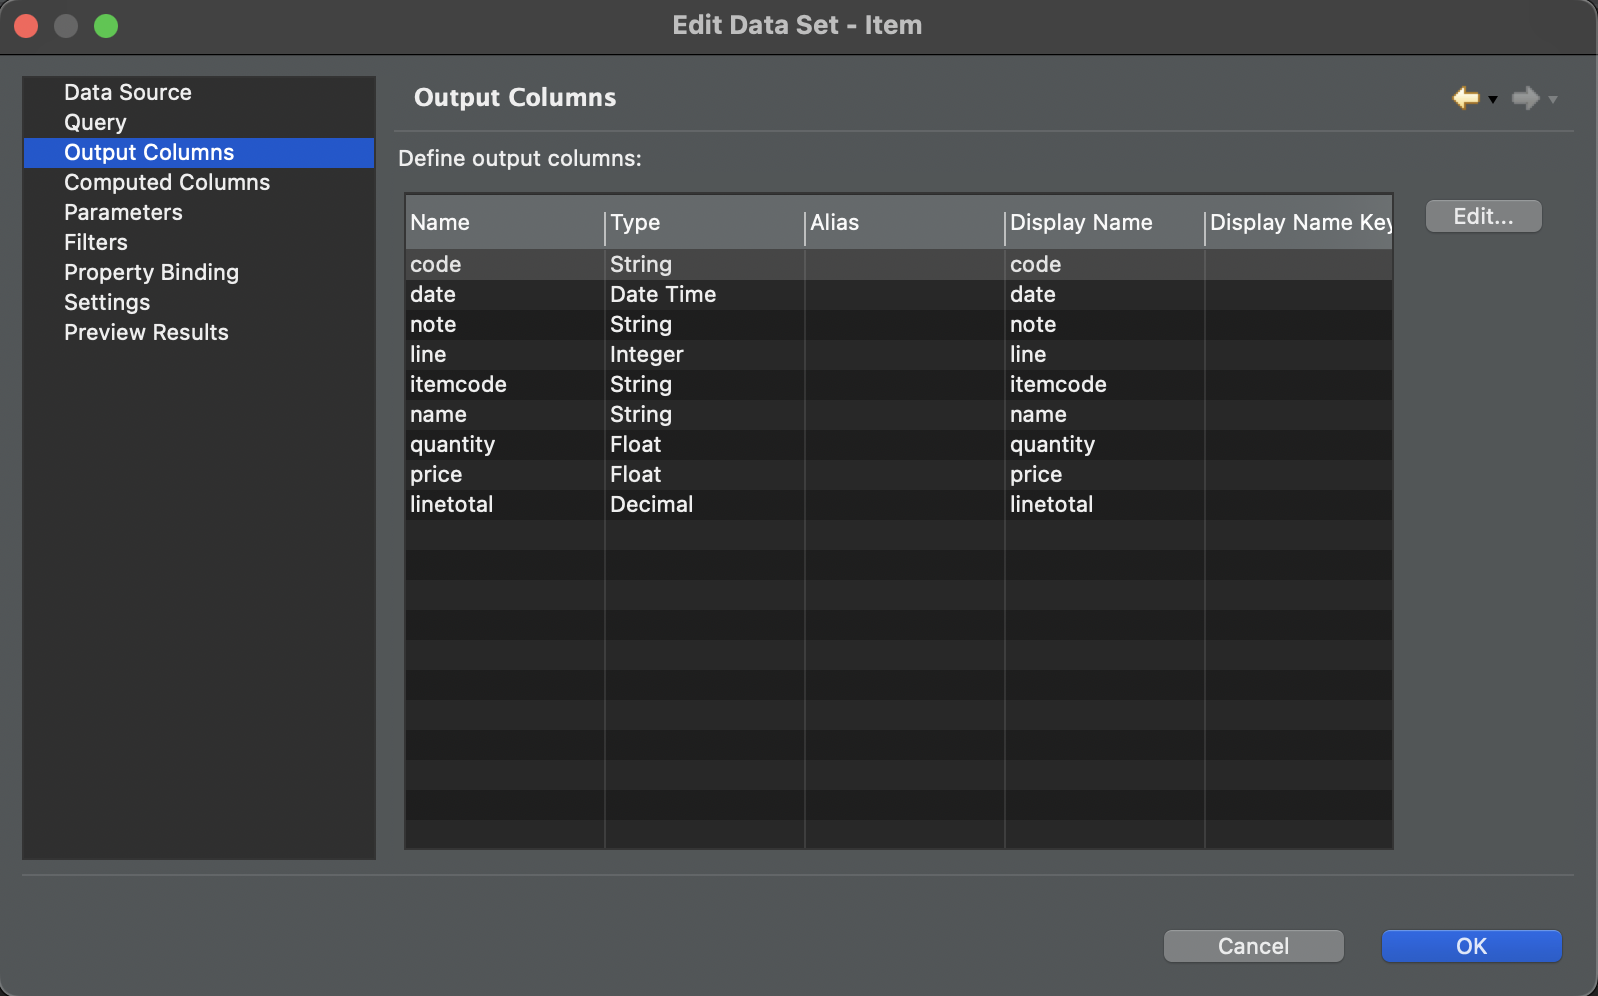 Edit Data Set - Item
Data Source
Query
Output Columns
Computed Columns
Parameters
Filters
Property Binding
Settings
Preview Results
Output Columns
Define output columns:
Name Type Alias Display Name Display Name Key
code String code
date Date Time date
note String note
line Integer line
itemcode String itemcode
name String name
quantity Float quantity
price Float price
linetotal Decimal linetotal
Edit...
Cancel OK